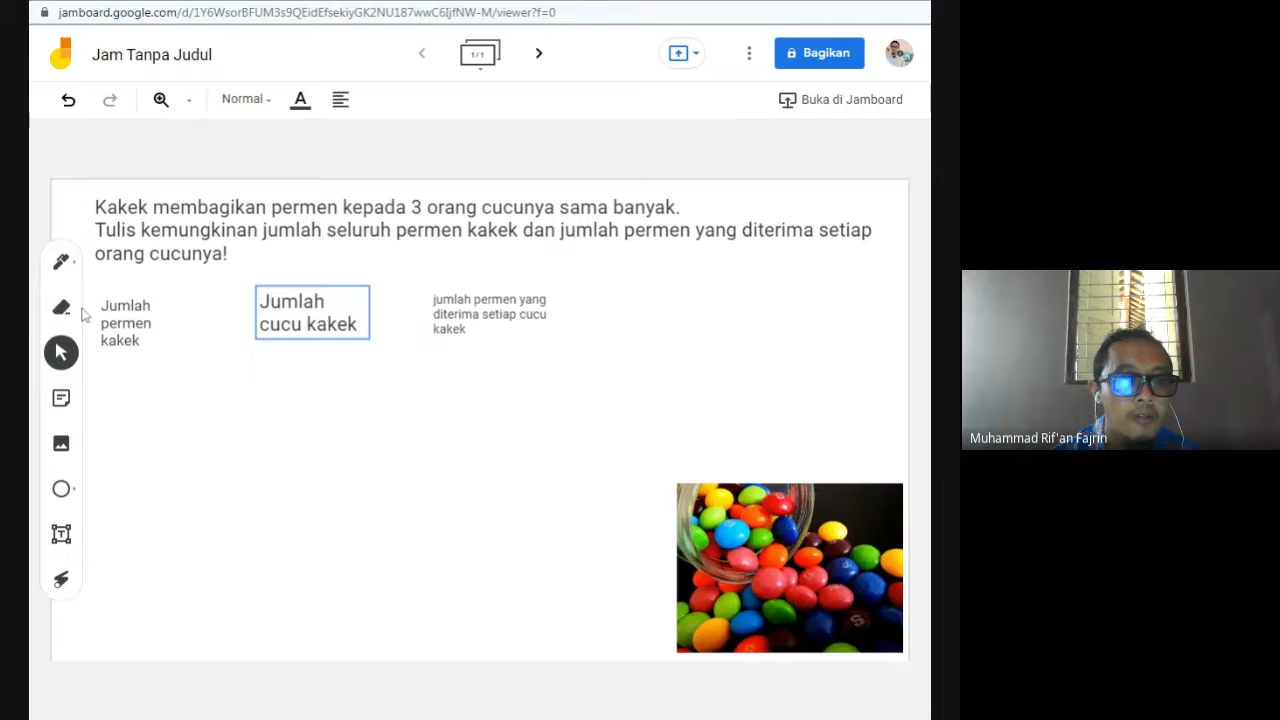 jamboard.google.com/d/1Y6WsorBFUM3s9QEidEfsekiyGK2NU187wwC6IjfNW-M/viewer?f=0
Jam Tanpa Judul
1/1
Bagikan
Normal
A
Buka di Jamboard
Kakek membagikan permen kepada 3 orang cucunya sama banyak.
Tulis kemungkinan jumlah seluruh permen kakek dan jumlah permen yang diterima setiap
orang cucunya!
Jumlah
permen
kakek
Jumlah
cucu kakek
jumlah permen yang
diterima setiap cucu
kakek
T
Muhammad Rif'an Fajrin